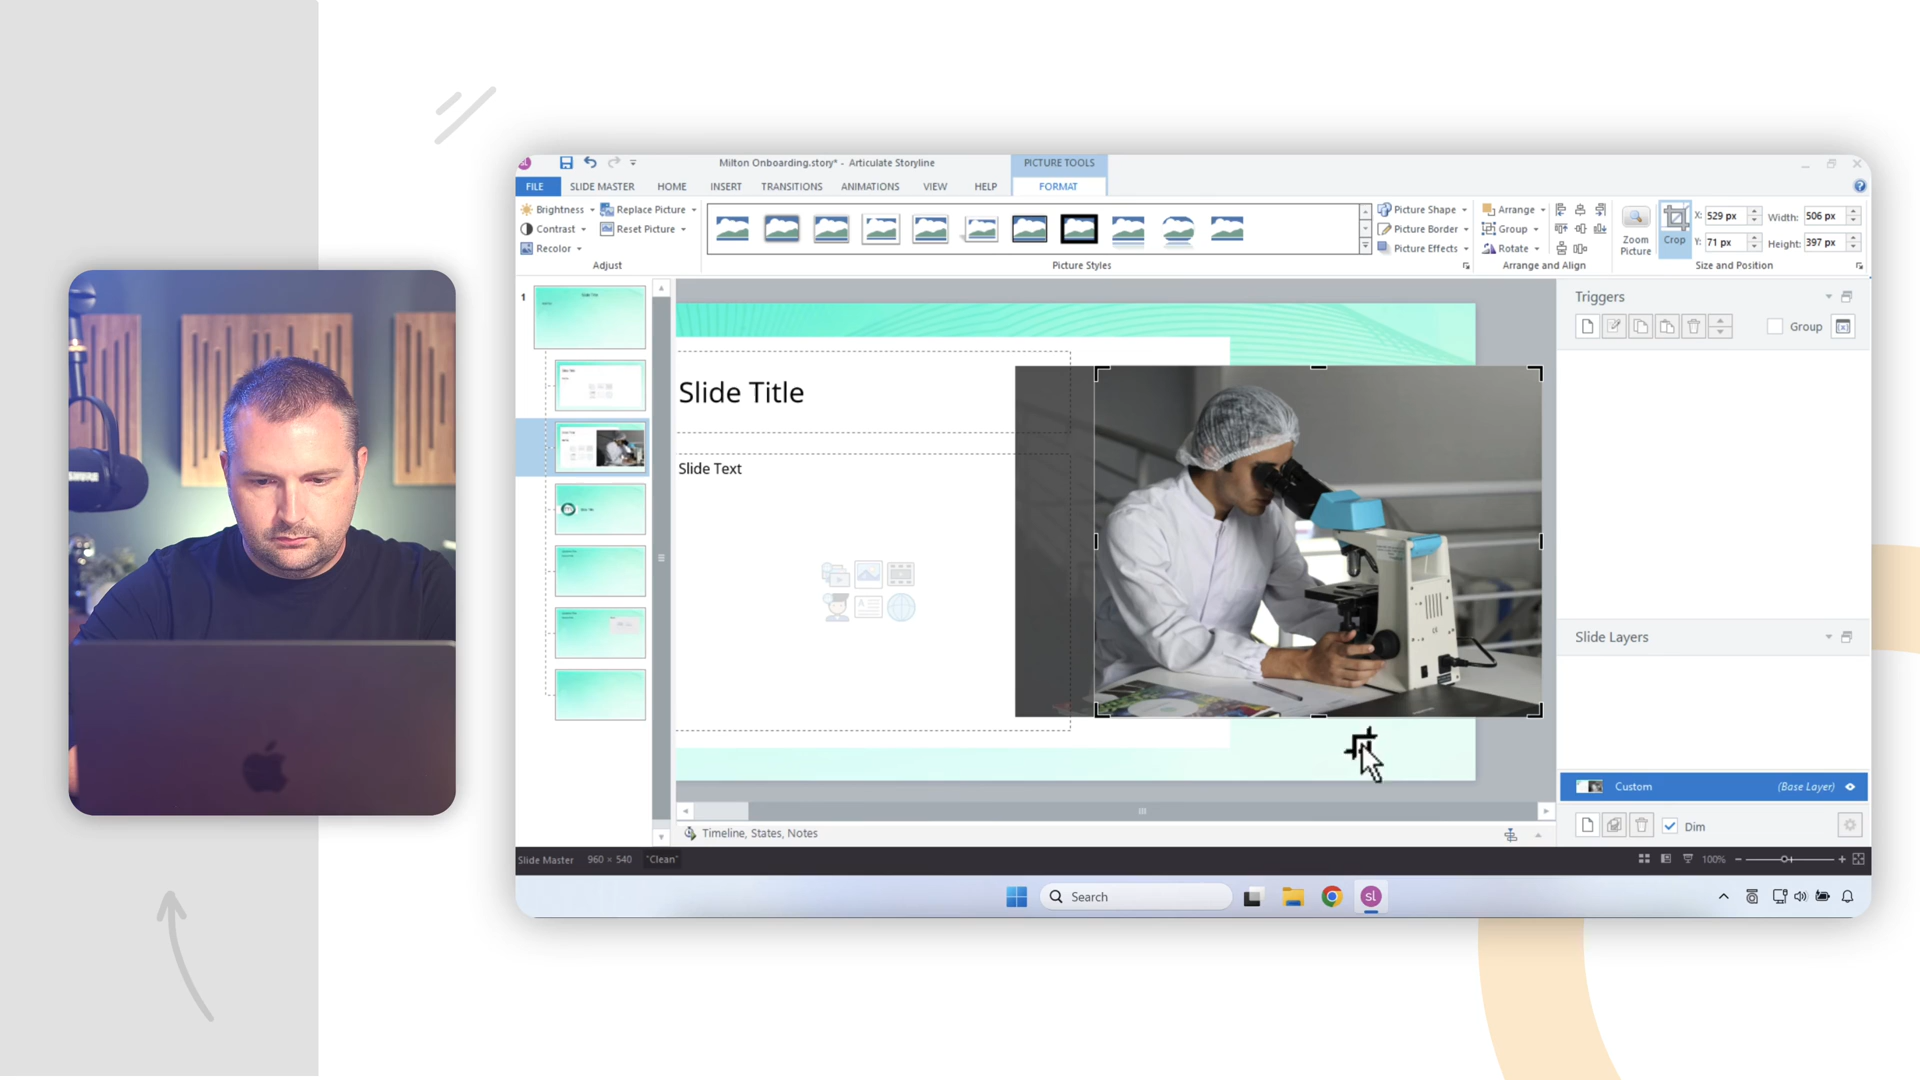 Milton Onboarding.story* - Articulate Storyline
PICTURE TOOLS
FILE
SLIDE MASTER
HOME
INSERT
TRANSITIONS
ANIMATIONS
VIEW
HELP
FORMAT
Brightness
Replace Picture
Contrast
Reset Picture
Recolor
Adjust
Picture Styles
Picture Shape
Picture Border
Picture Effects
Arrange
Group
Rotate
Arrange and Align
Zoom
Picture
Crop
X: 529 px
Width: 506 px
Y: 71 px
Height: 397 px
Size and Position
1
Slide Title
Slide Text
Triggers
Group
Slide Layers
Custom
(Base Layer)
Dim
Timeline, States, Notes
Slide Master
960 × 540
"Clean"
100%
Search
sl